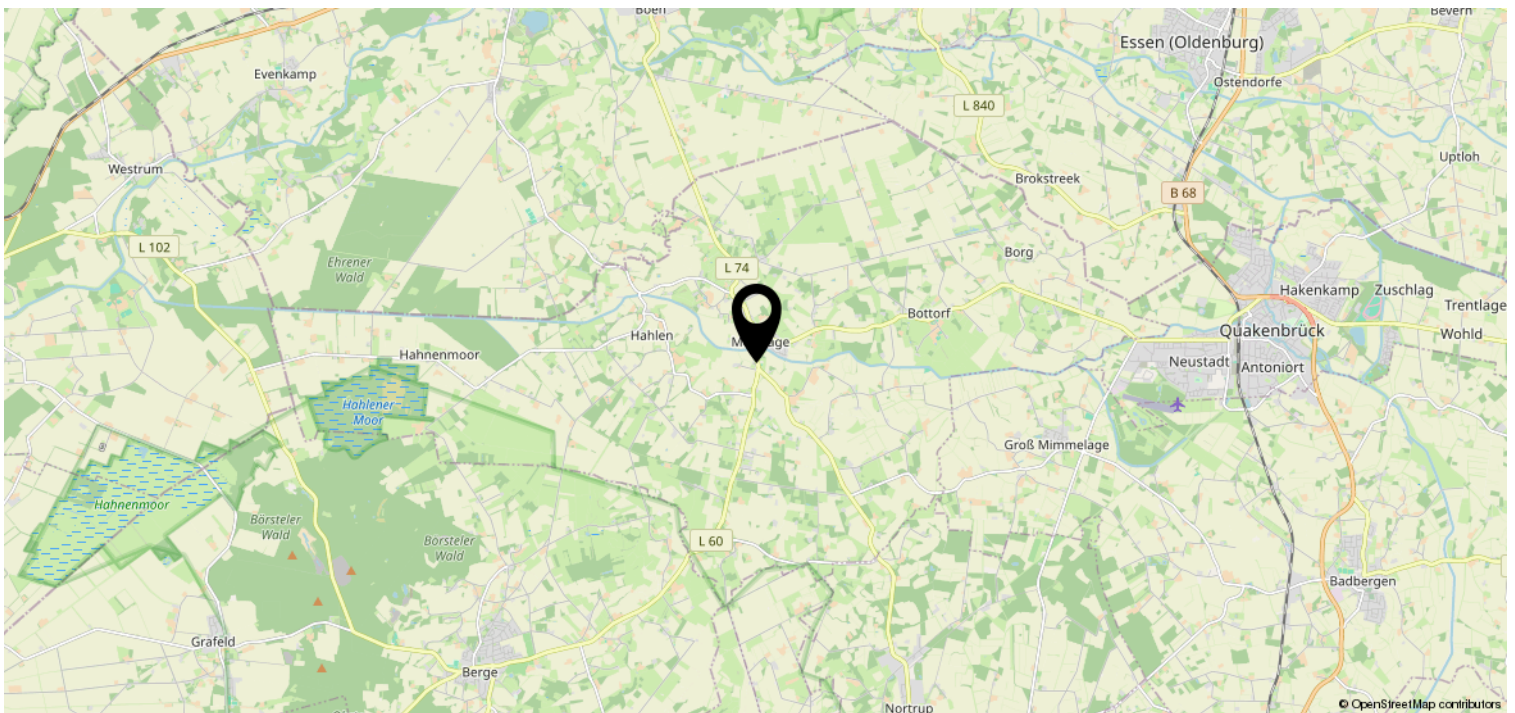 Bevern
Essen (Oldenburg)
Evenkamp
Ostendorfe
L 840
Uptloh
Westrum
Brokstreek
B 68
L 102
Borg
Ehrener
Wald
L 74
Hakenkamp
Zuschlag
Trentlage
Bottorf
Quakenbrück
Wohld
Hahlen
Hahnenmoor
Neustadt
Antoniort
Hahlener
Moor
Groß Mimmelage
Hahnenmoor
Börsteler
Wald
Börsteler
Wald
L 60
Badbergen
Grafeld
Berge
Nortrup
© OpenStreetMap contributors